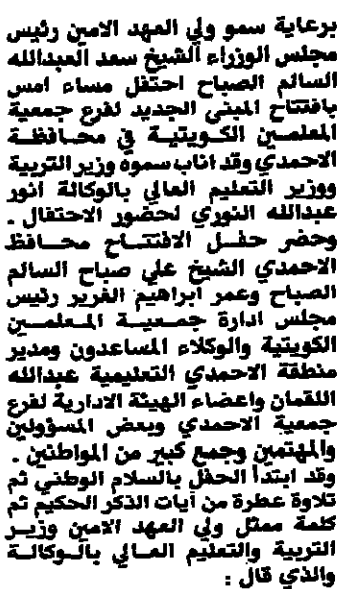 برعاية سمو ولي العهد الامين رئيس
مجلس الوزراء الشيخ سعد العبدالله
السالم الصباح احتفل مساء امس
بافتتاح المبنى الجديد لفرع جمعية
المعلمين الكويتية في محافظة
الاحمدي وقد اناب سموه وزير التربية
ووزير التعليم العالي بالوكالة انور
عبدالله النوري لحضور الاحتفال .
وحضر حفل الافتتاح محافظ
الاحمدي الشيخ علي صباح السالم
الصباح وعمر ابراهيم الغرير رئيس
مجلس ادارة جمعية المعلمين
الكويتية والوكلاء المساعدون ومدير
منطقة الاحمدي التعليمية عبدالله
اللقمان واعضاء الهيئة الادارية لفرع
جمعية الاحمدي وبعض المسؤولين
والمهتمين وجمع كبير من المواطنين .
وقد ابتدأ الحفل بالسلام الوطني ثم
تلاوة عطرة من آيات الذكر الحكيم ثم
كلمة ممثل ولي العهد الامين وزير
التربية والتعليم العالي بالوكالة
والذي قال :